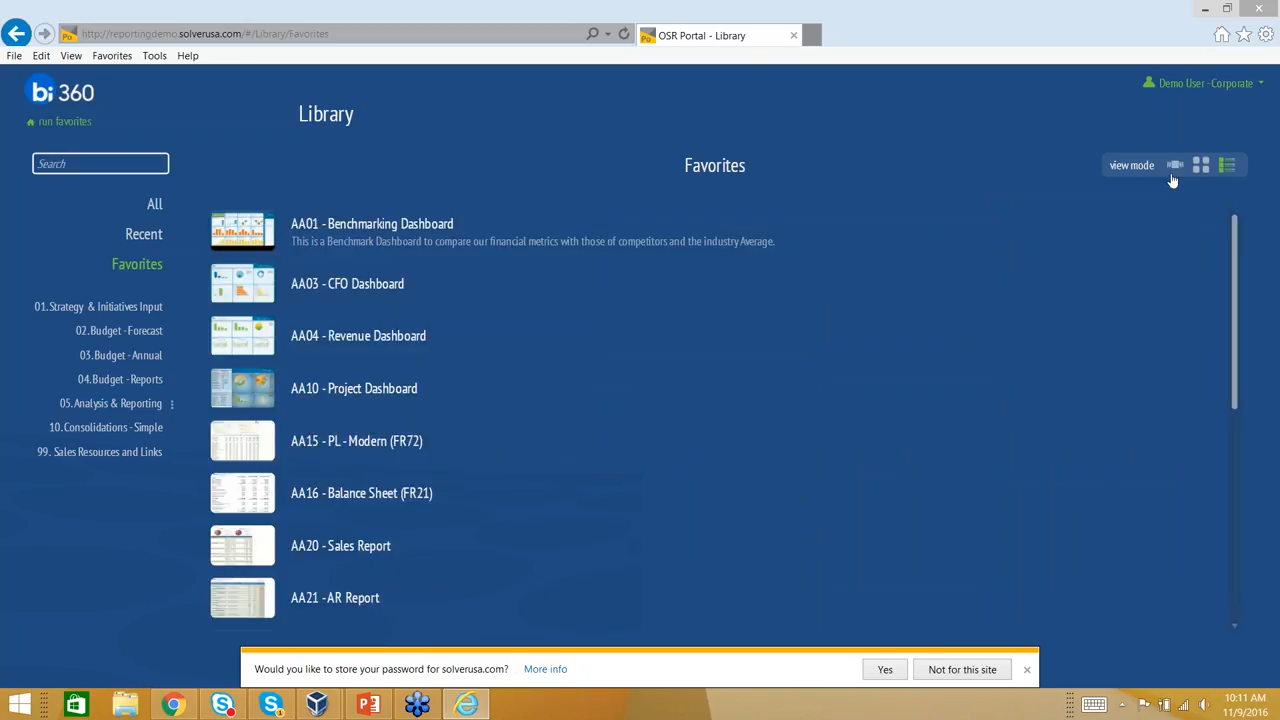 http://reportingdemo.solverusa.com/#/Library/Favorites
OSR Portal - Library
File Edit View Favorites Tools Help
bi 360
Demo User - Corporate
run favorites
Library
Search
Favorites
view mode
All
Recent
Favorites
01.Strategy & Initiatives Input
02.Budget - Forecast
03.Budget - Annual
04.Budget - Reports
05.Analysis & Reporting
10.Consolidations - Simple
99. Sales Resources and Links
AA01 - Benchmarking Dashboard
This is a Benchmark Dashboard to compare our financial metrics with those of competitors and the industry Average.
AA03 - CFO Dashboard
AA04 - Revenue Dashboard
AA10 - Project Dashboard
AA15 - PL - Modern (FR72)
AA16 - Balance Sheet (FR21)
AA20 - Sales Report
AA21 - AR Report
Would you like to store your password for solverusa.com? More info
Yes
Not for this site
10:11 AM
11/9/2016